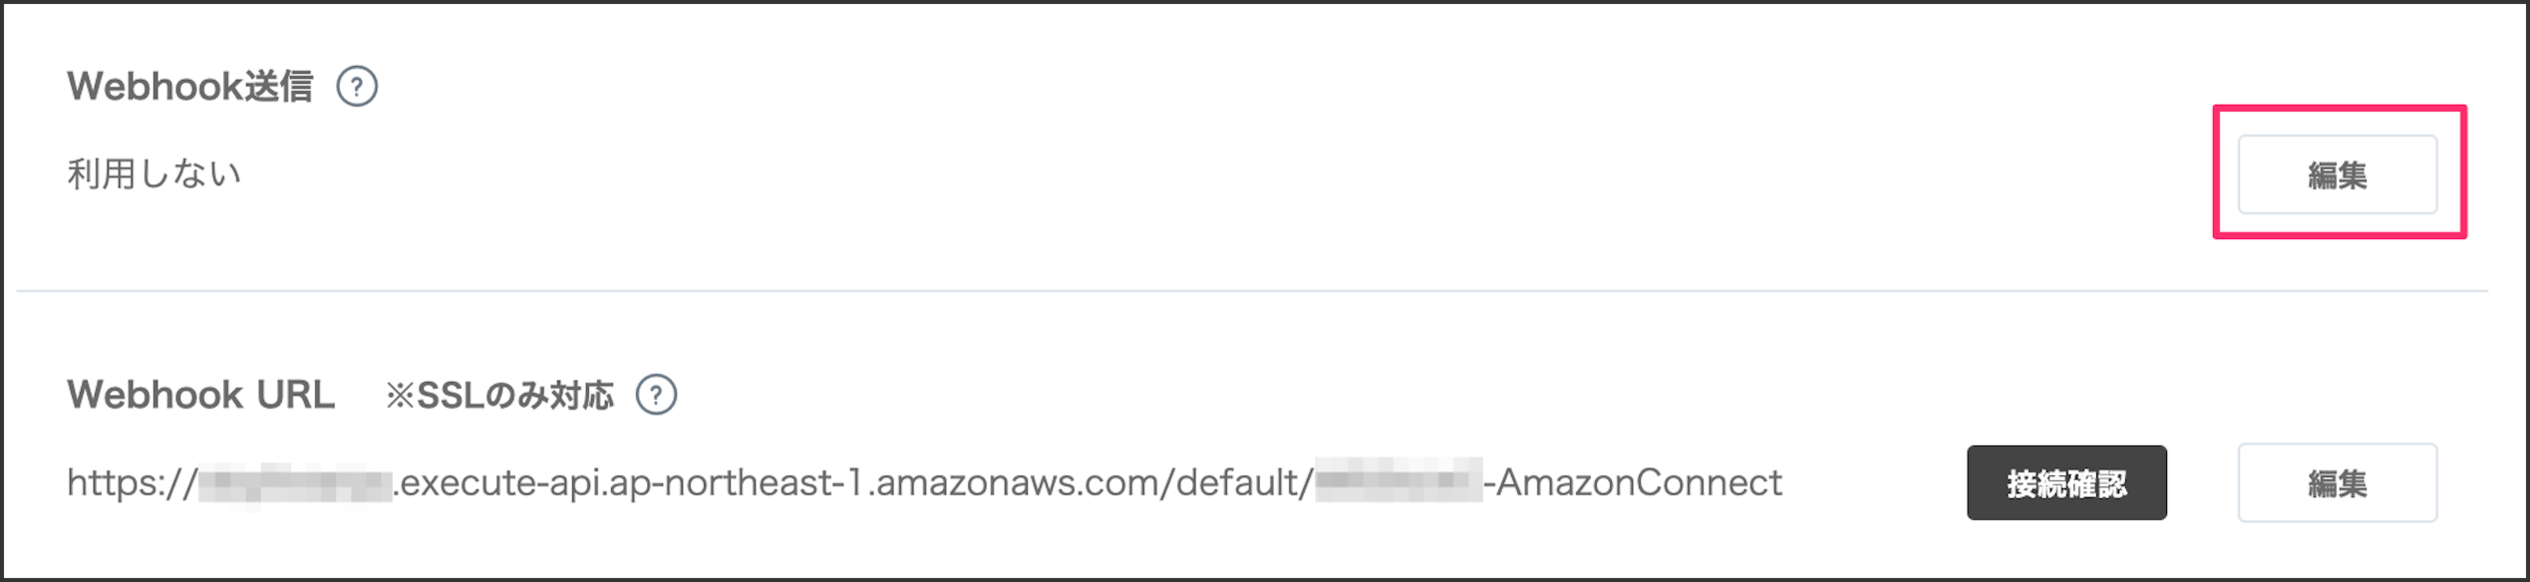 Webhook送信 ?
利用しない
編集
Webhook URL ※SSLのみ対応 ?
https://.execute-api.ap-northeast-1.amazonaws.com/default/-AmazonConnect
接続確認
編集